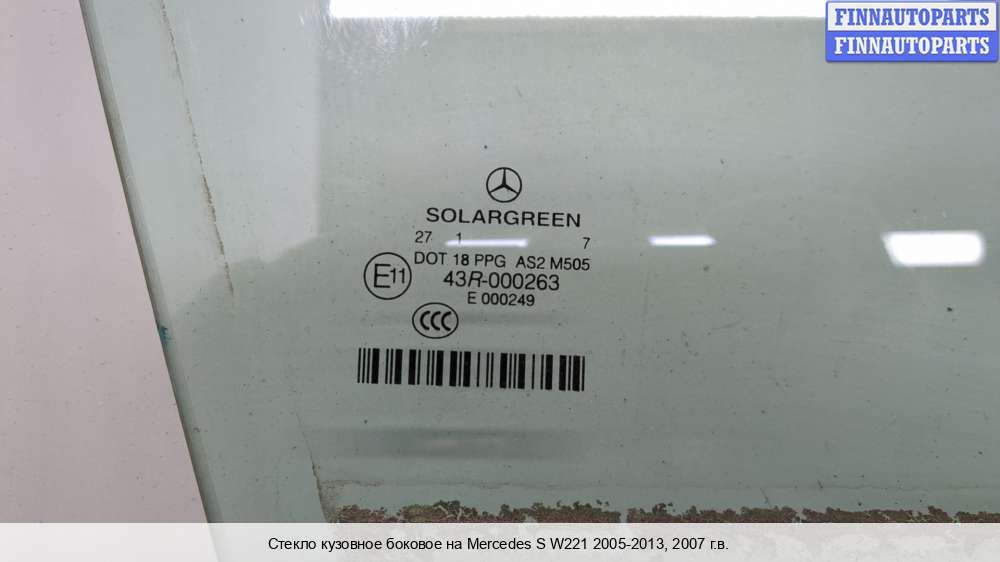 FINNAUTOPARTS
FINNAUTOPARTS
SOLARGREEN
27 1 7
DOT 18 PPG AS2 M505
E11
43R-000263
E 000249
CCC
Стекло кузовное боковое на Mercedes S W221 2005-2013, 2007 г.в.